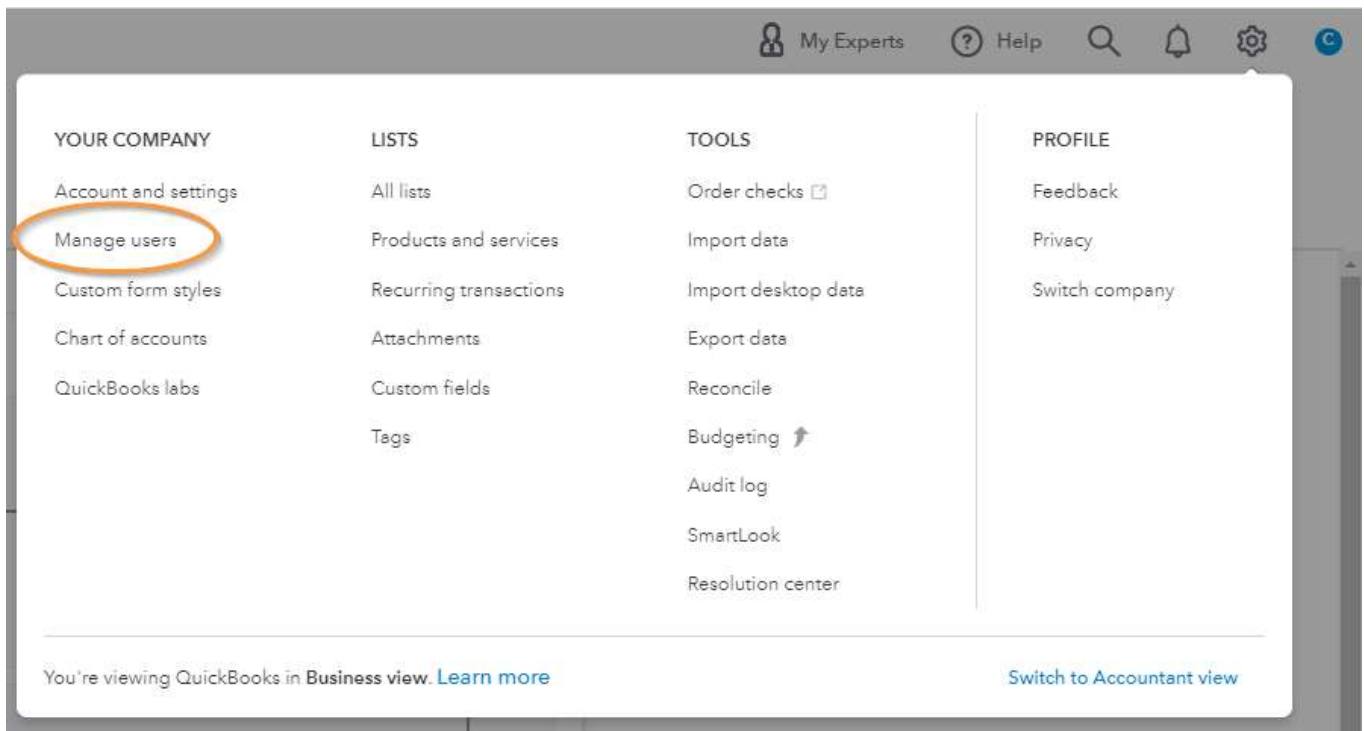 My Experts
Help
C
YOUR COMPANY
Account and settings
Manage users
Custom form styles
Chart of accounts
QuickBooks labs
LISTS
All lists
Products and services
Recurring transactions
Attachments
Custom fields
Tags
TOOLS
Order checks
Import data
Import desktop data
Export data
Reconcile
Budgeting
Audit log
SmartLook
Resolution center
PROFILE
Feedback
Privacy
Switch company
You're viewing QuickBooks in Business view. Learn more
Switch to Accountant view